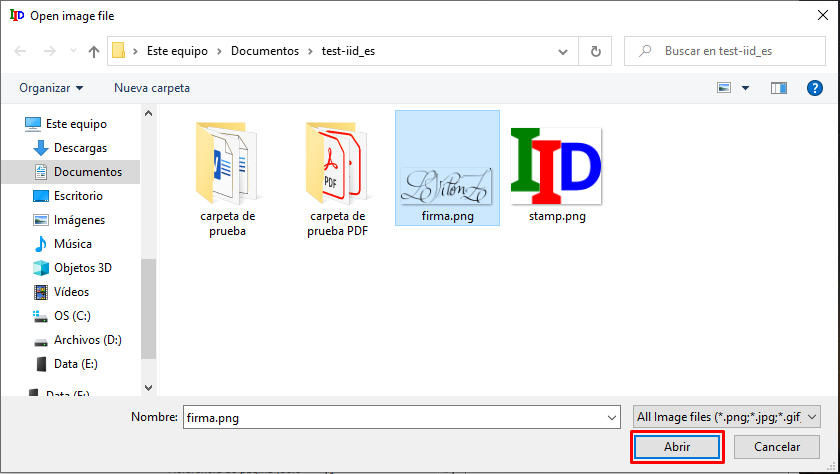 IID Open image file
Este equipo > Documentos > test-iid_es
Buscar en test-iid_es
Organizar
Nueva carpeta
Este equipo
Descargas
Documentos
Escritorio
Imágenes
Música
Objetos 3D
Vídeos
OS (C:)
Archivos (D:)
Data (E:)
Data (E:)
carpeta de
prueba
PDF
carpeta de
prueba PDF
firma.png
IID
stamp.png
Nombre:
firma.png
All Image files (*.png;*.jpg;*.gif,
Abrir
Cancelar